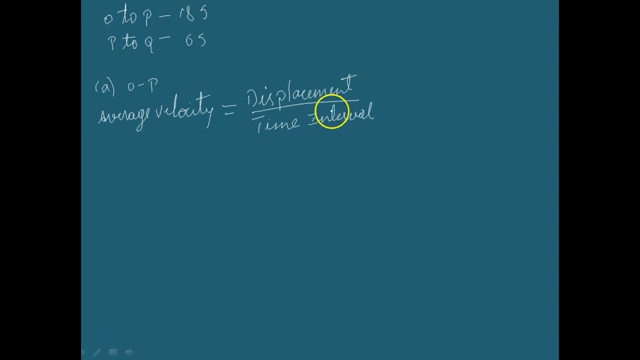 O to P - 18 S
P to Q - 6 S
(a) O-P
average velocity = Displacement
Time Interval